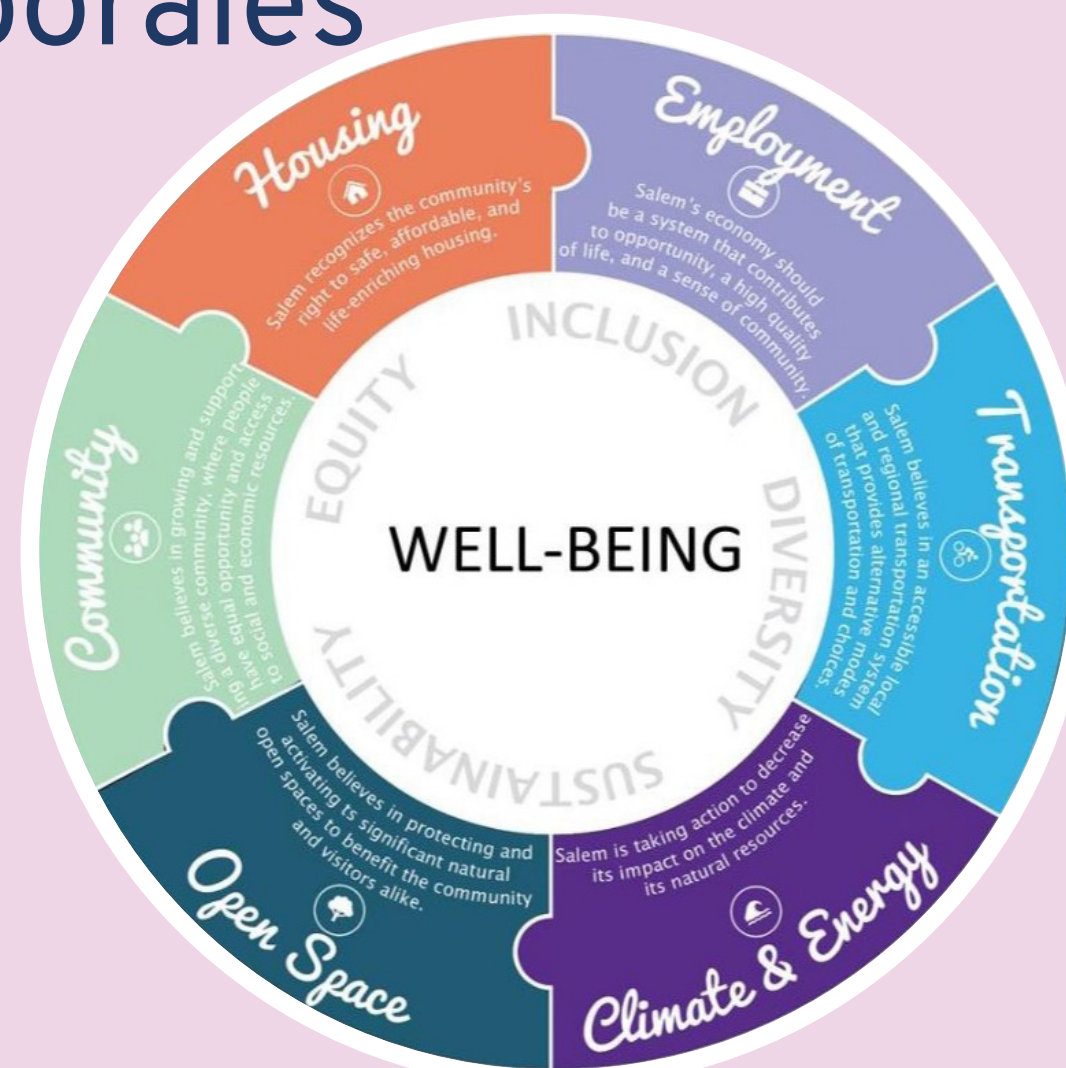 porales
Housing
Salem recognizes the community's
right to safe, affordable, and
life-enriching housing.
Employment
Salem's economy should
be a system that contributes
to opportunity, a high quality
of life, and a sense of community.
Transportation
Salem believes in an accessible local
and regional transportation system
that provides alternative modes
of transportation and choices.
Climate & Energy
Salem is taking action to decrease
its impact on the climate and
its natural resources.
Open Space
Salem believes in protecting and
activating ts significant natural
open spaces to benefit the community
and visitors alike.
Community
Salem believes in growing and support
ing a diverse community, where people
have equal opportunity and access
to social and economic resources.
EQUITY
INCLUSION
DIVERSITY
SUSTAINABILITY
WELL-BEING